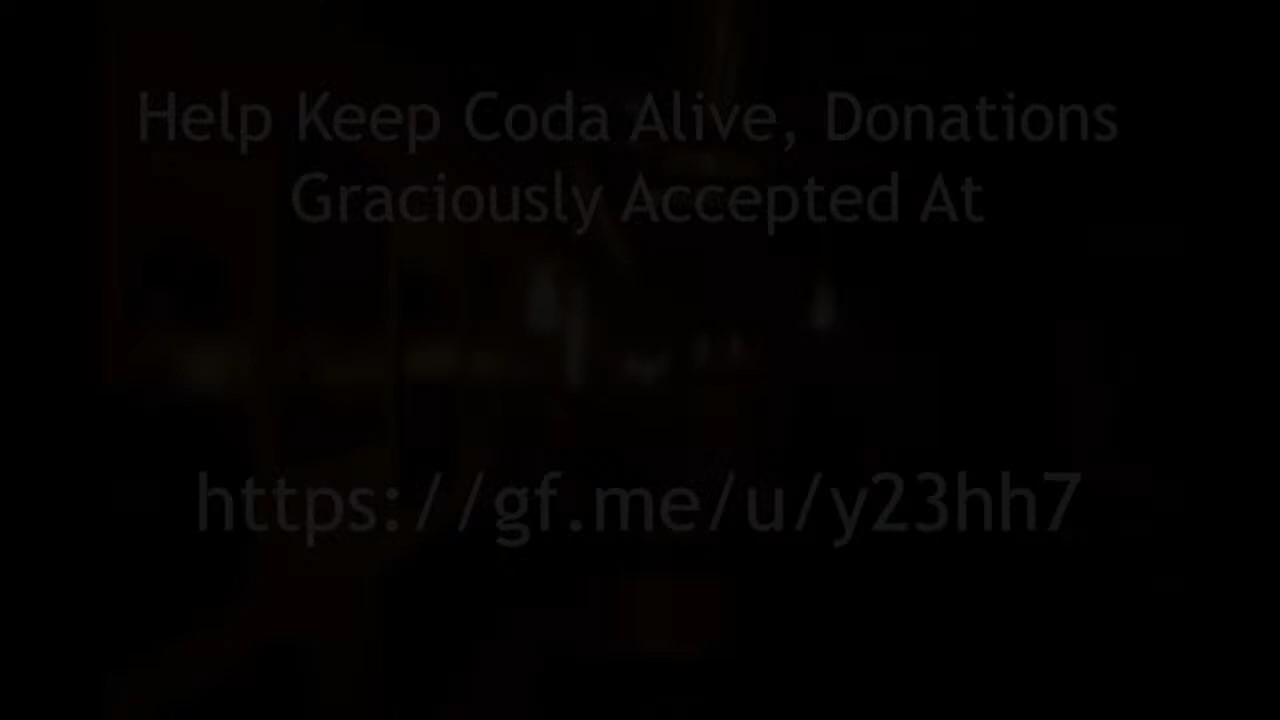 Help Keep Coda Alive, Donations
Graciously Accepted At
https://gf.me/u/y23hh7